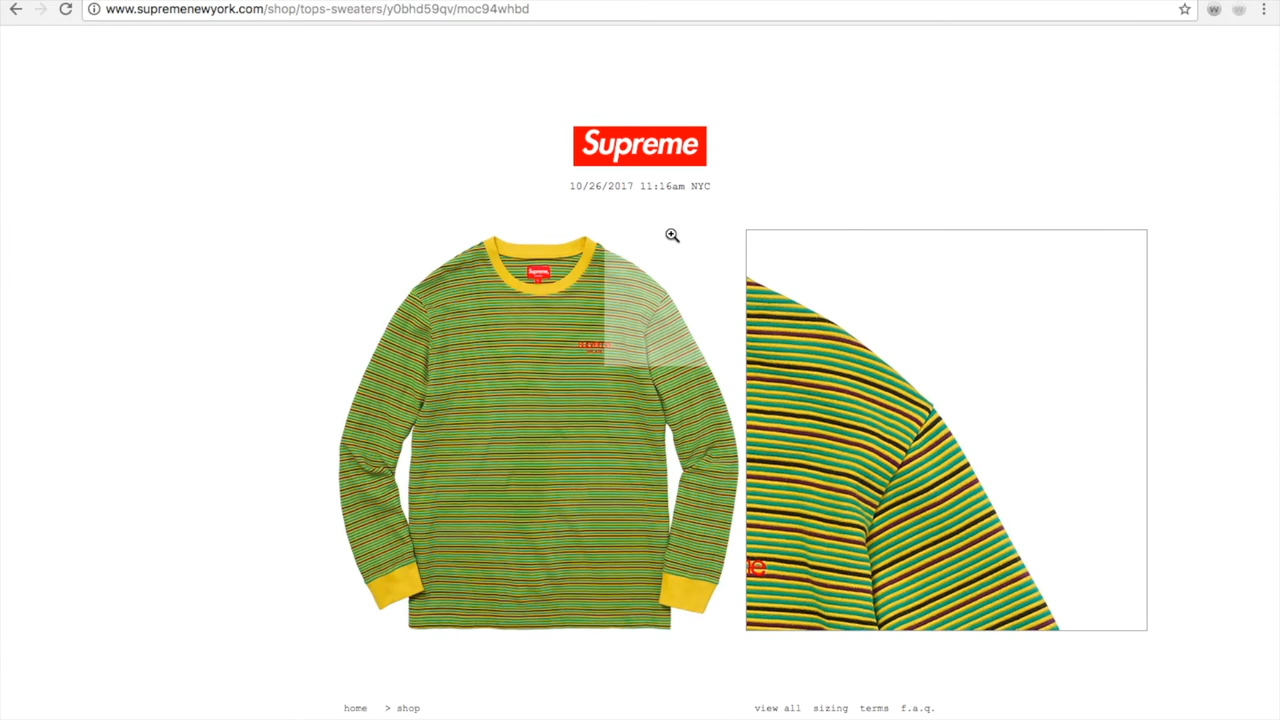 www.supremenewyork.com/shop/tops-sweaters/y0bhd59qv/moc94whbd
Supreme
10/26/2017 11:16am NYC
Supreme
e
home > shop
view all sizing terms f.a.q.